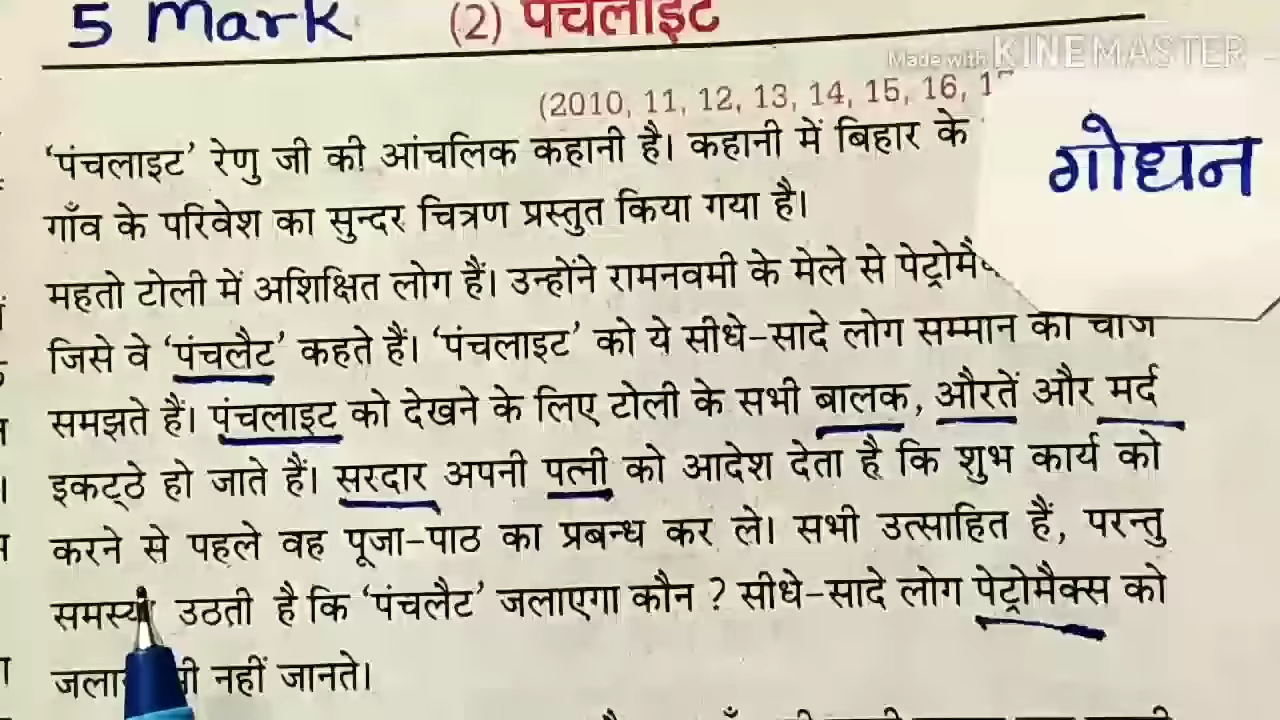 5 Mark (2) पंचलाइट
Made with KINEMASTER
(2010, 11, 12, 13, 14, 15, 16,
गोधन
‘पंचलाइट’ रेणु जी की आंचलिक कहानी है। कहानी में बिहार के
गाँव के परिवेश का सुन्दर चित्रण प्रस्तुत किया गया है।
महतो टोली में अशिक्षित लोग हैं। उन्होंने रामनवमी के मेले से
जिसे वे ‘पंचलैट’ कहते हैं। ‘पंचलाइट’ को ये सीधे-सादे लोग सम्मान का चीज
समझते हैं। पंचलाइट को देखने के लिए टोली के सभी बालक, औरतें और मर्द
इकट्ठे हो जाते हैं। सरदार अपनी पत्नी को आदेश देता है कि शुभ कार्य को
करने से पहले वह पूजा-पाठ का प्रबन्ध कर ले। सभी उत्साहित हैं, परन्तु
समस्या उठती है कि ‘पंचलैट’ जलाएगा कौन ? सीधे-सादे लोग पेट्रोमैक्स को
नहीं जानते।